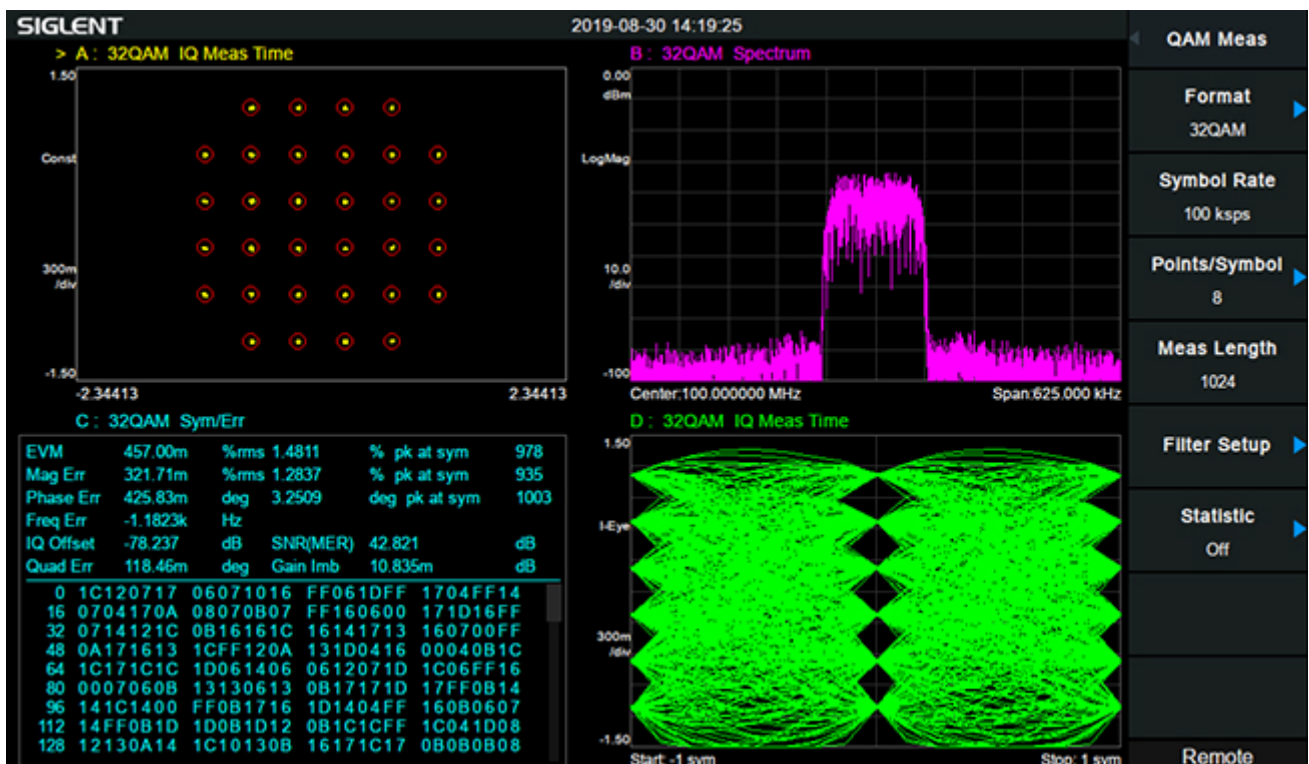 SIGLENT 2019-08-30 14:19:25
> A : 32QAM IQ Meas Time
1.50
Const
300m
/div
-1.50
-2.34413 2.34413
B : 32QAM Spectrum
0.00
dBm
LogMag
10.0
/div
-100
Center:100.000000 MHz Span:625.000 kHz
C : 32QAM Sym/Err
EVM 457.00m %rms 1.4811 % pk at sym 978
Mag Err 321.71m %rms 1.2837 % pk at sym 935
Phase Err 425.83m deg 3.2509 deg pk at sym 1003
Freq Err -1.1823k Hz
IQ Offset -78.237 dB SNR(MER) 42.821 dB
Quad Err 118.46m deg Gain Imb 10.835m dB
0 1C120717 06071016 FF061DFF 1704FF14
16 0704170A 08070B07 FF160600 171D16FF
32 0714121C 0B16161C 16141713 160700FF
48 0A171613 1CFF120A 131D0416 00040B1C
64 1C171C1C 1D061406 0612071D 1C06FF16
80 0007060B 13130613 0B17171D 17FF0B14
96 141C1400 FF0B1716 1D1404FF 160B0607
112 14FF0B1D 1D0B1D12 0B1C1CFF 1C041D08
128 12130A14 1C10130B 16171C17 0B0B0B08
D : 32QAM IQ Meas Time
1.50
I-Eye
300m
/div
-1.50
Start: -1 sym Stop: 1 sym
QAM Meas
Format
32QAM
Symbol Rate
100 ksps
Points/Symbol
8
Meas Length
1024
Filter Setup
Statistic
Off
Remote